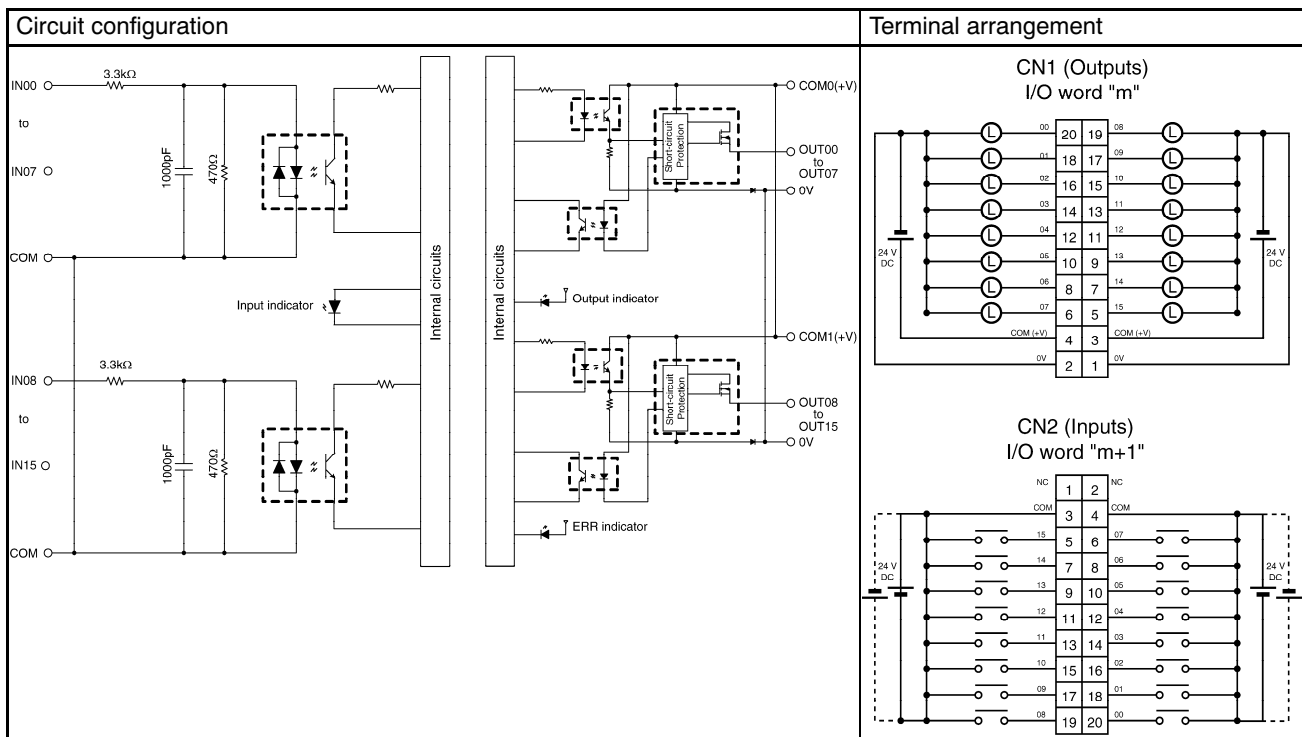 Circuit configuration
IN00
3.3kΩ
to
IN07
1000pF
470Ω
COM
Input indicator
IN08
3.3kΩ
to
IN15
1000pF
470Ω
COM
Internal circuits
Internal circuits
COM0(+V)
Short-circuit
Protection
OUT00
to
OUT07
0V
Output indicator
COM1(+V)
Short-circuit
Protection
OUT08
to
OUT15
0V
ERR indicator
Terminal arrangement
CN1 (Outputs)
I/O word "m"
L 00 20 19 08 L
L 01 18 17 09 L
L 02 16 15 10 L
L 03 14 13 11 L
L 04 12 11 12 L
24 V
DC
24 V
DC
L 05 10 9 13 L
L 06 8 7 14 L
L 07 6 5 15 L
COM (+V) 4 3 COM (+V)
0V 2 1 0V
CN2 (Inputs)
I/O word "m+1"
NC 1 2 NC
COM 3 4 COM
15 5 6 07
14 7 8 06
24 V
DC
24 V
DC
13 9 10 05
12 11 12 04
11 13 14 03
10 15 16 02
09 17 18 01
08 19 20 00